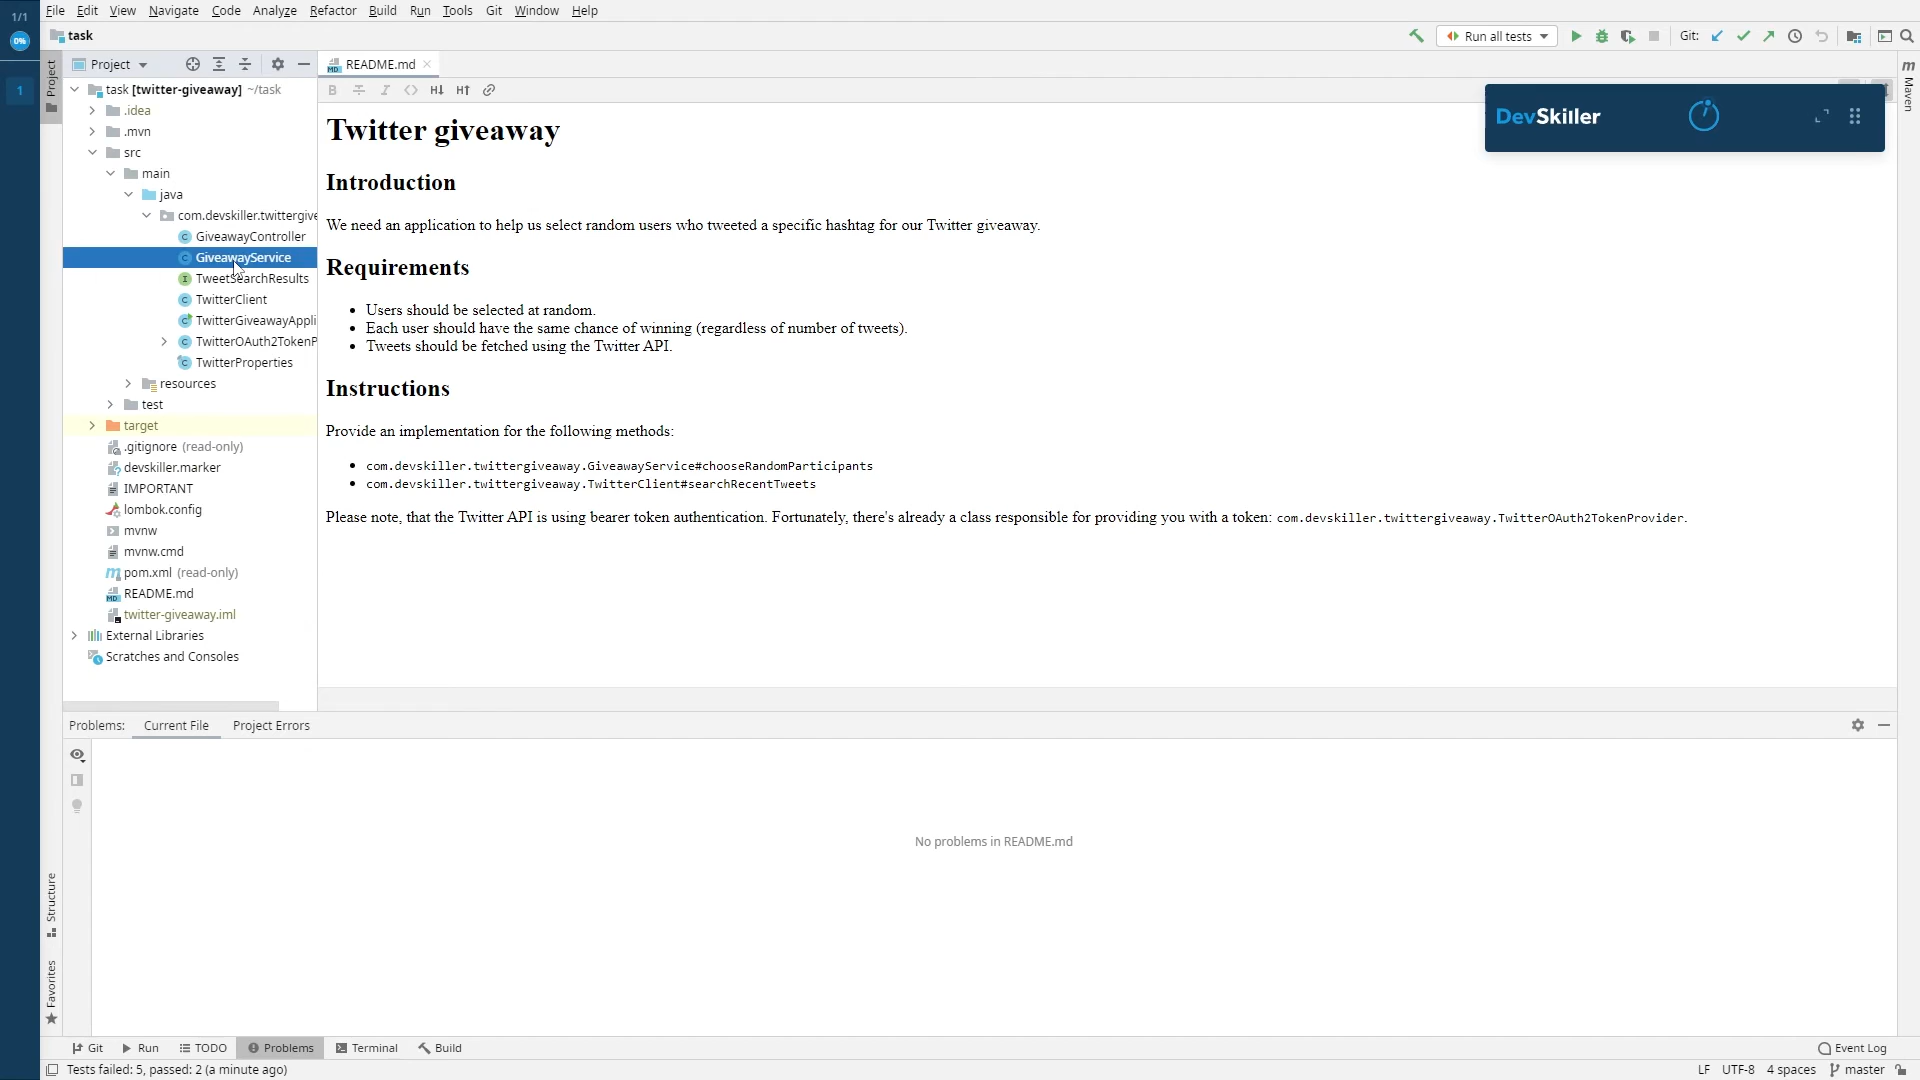 1/1
File Edit View Navigate Code Analyze Refactor Build Run Tools Git Window Help
0%
task
Run all tests
Git:
Project
Project
README.md
m Maven
1
task [twitter-giveaway] ~/task
.idea
.mvn
src
main
java
com.devskiller.twittergive
GiveawayController
GiveawayService
TweetSearchResults
TwitterClient
TwitterGiveawayAppli
TwitterOAuth2TokenP
TwitterProperties
resources
test
target
.gitignore (read-only)
devskiller.marker
IMPORTANT
lombok.config
mvnw
mvnw.cmd
pom.xml (read-only)
README.md
twitter-giveaway.iml
External Libraries
Scratches and Consoles
DevSkiller
Twitter giveaway
Introduction
We need an application to help us select random users who tweeted a specific hashtag for our Twitter giveaway.
Requirements
Users should be selected at random.
Each user should have the same chance of winning (regardless of number of tweets).
Tweets should be fetched using the Twitter API.
Instructions
Provide an implementation for the following methods:
com.devskiller.twittergiveaway.GiveawayService#chooseRandomParticipants
com.devskiller.twittergiveaway.TwitterClient#searchRecentTweets
Please note, that the Twitter API is using bearer token authentication. Fortunately, there's already a class responsible for providing you with a token: com.devskiller.twittergiveaway.TwitterOAuth2TokenProvider.
Problems: Current File Project Errors
No problems in README.md
Structure
Favorites
Git Run TODO Problems Terminal Build
Event Log
Tests failed: 5, passed: 2 (a minute ago)
LF UTF-8 4 spaces master